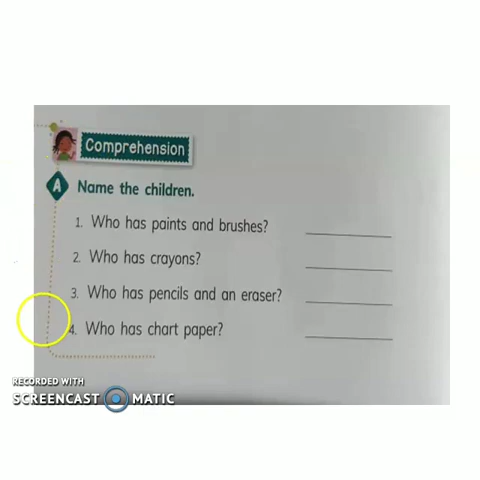 Comprehension
A Name the children.
1. Who has paints and brushes?
2. Who has crayons?
3. Who has pencils and an eraser?
4. Who has chart paper?
RECORDED WITH
SCREENCAST MATIC